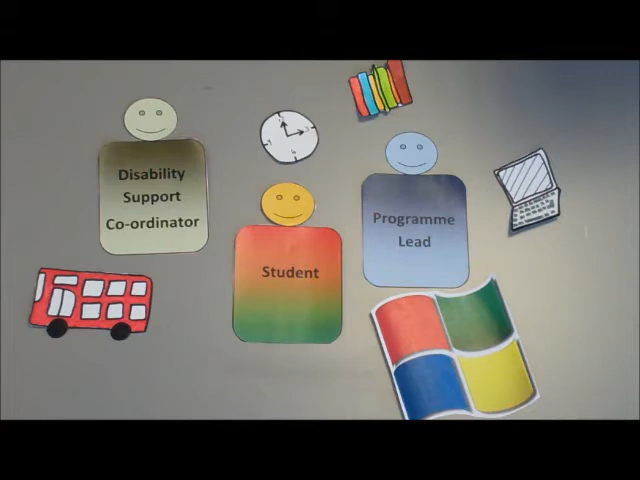 Disability
Support
Co-ordinator
Programme
Lead
Student